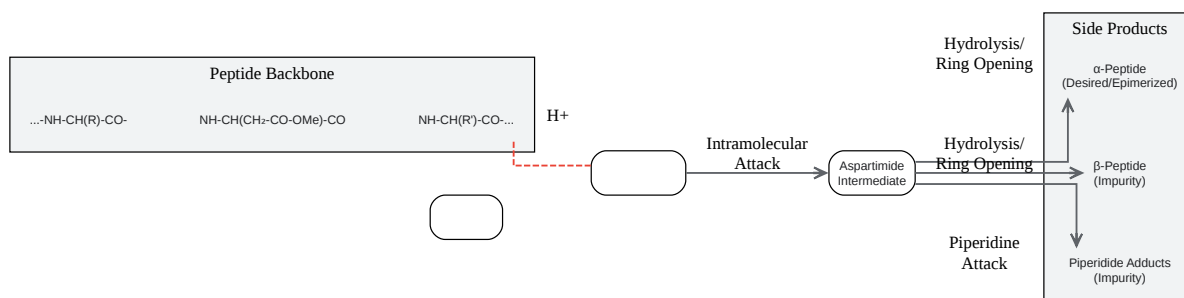 Peptide Backbone
...-NH-CH(R)-CO-
NH-CH(CH₂-CO-OMe)-CO
NH-CH(R')-CO-...
H+
Intramolecular
Attack
Aspartimide
Intermediate
Hydrolysis/
Ring Opening
Hydrolysis/
Ring Opening
Piperidine
Attack
Side Products
α-Peptide
(Desired/Epimerized)
β-Peptide
(Impurity)
Piperidide Adducts
(Impurity)